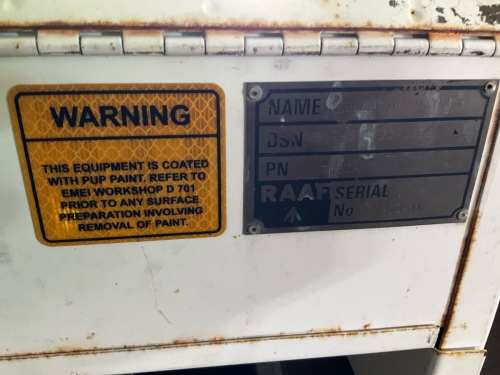 WARNING
THIS EQUIPMENT IS COATED
WITH PUP PAINT. REFER TO
EMEI WORKSHOP D 701
PRIOR TO ANY SURFACE
PREPARATION INVOLVING
REMOVAL OF PAINT.
NAME
DSN
PN
RAAF SERIAL
No